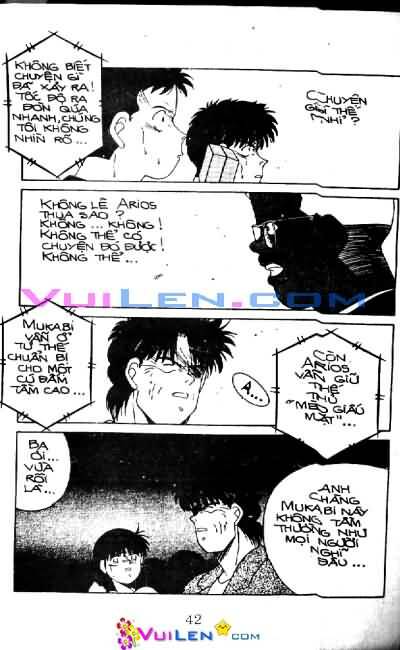 KHÔNG BIẾT
CHUYỆN GÌ
ĐÃ XẢY RA!
TỐC ĐỘ RA
ĐÒN QUÁ
NHANH, CHÚNG
TÔI KHÔNG
NHÌN RÕ...
CHUYỆN
GÌ THẾ
NHỈ?
KHÔNG LẼ ARIOS
THUA SAO?
KHÔNG... KHÔNG!
KHÔNG THỂ CÓ
CHUYỆN ĐÓ ĐƯỢC!
KHÔNG THỂ...
VUILEN.COM
MUKABI
VẪN Ở
TƯ THẾ
CHUẨN BỊ
CHO MỘT
CÚ ĐẤM
TẦM CAO...
À...
CÒN
ARIOS
VẪN GIỮ
THẾ
THỦ
"MÈO GIẤU
MẶT"...
BA
ƠI...
VỪA
RỒI
LÀ...
ANH
CHÀNG
MUKABI NÀY
KHÔNG TẦM
THƯỜNG NHƯ
MỌI NGƯỜI
NGHĨ
ĐÂU...
42
VUILEN.COM